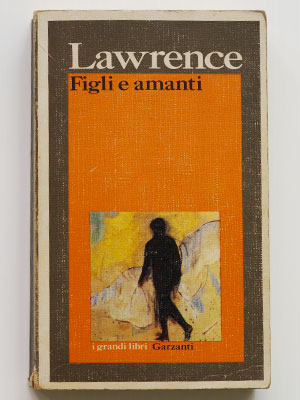 Lawrence
Figli e amanti
i grandi libri Garzanti